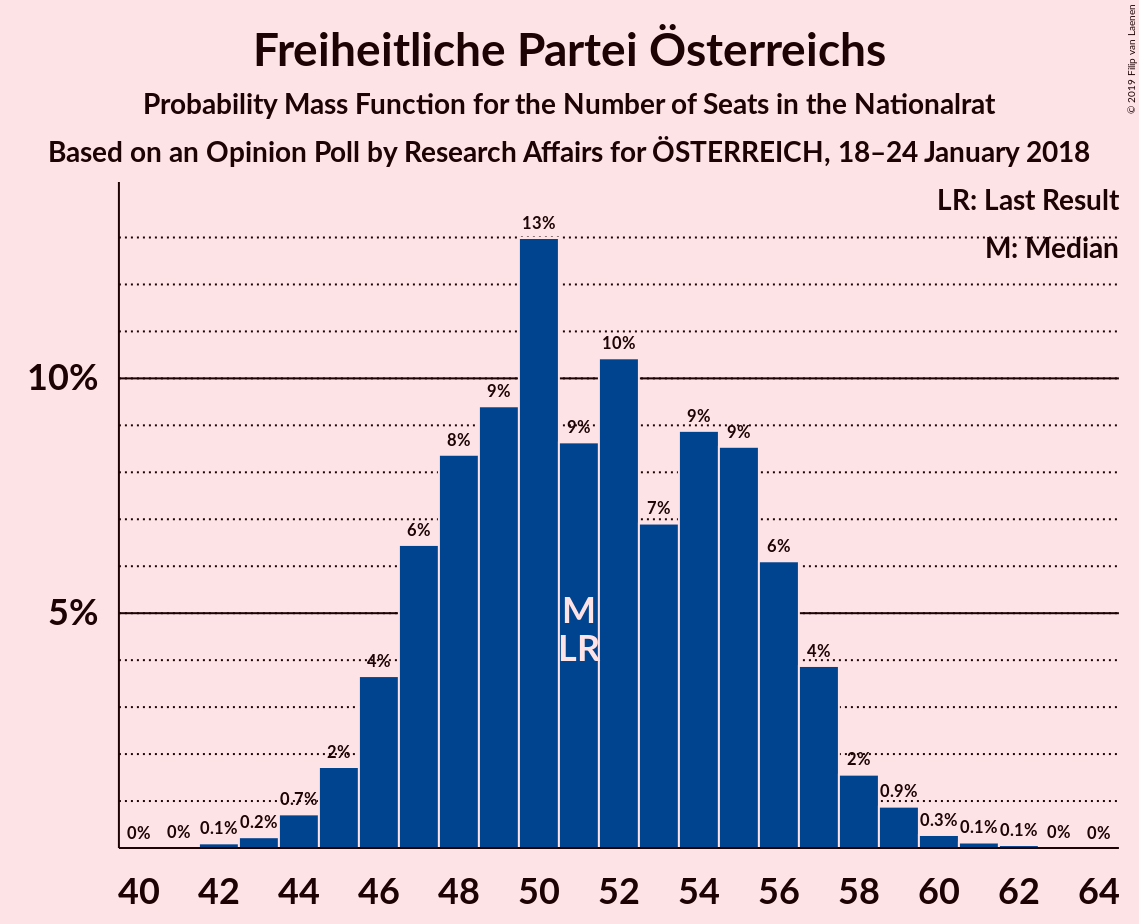 Freiheitliche Partei Österreichs
Probability Mass Function for the Number of Seats in the Nationalrat
Based on an Opinion Poll by Research Affairs for ÖSTERREICH, 18–24 January 2018
© 2019 Filip van Laenen
LR: Last Result
M: Median
10%
5%
0% 0% 0.1% 0.2% 0.7% 2% 4% 6% 8% 9% 13% 9% 10% 7% 9% 9% 6% 4% 2% 0.9% 0.3% 0.1% 0.1% 0% 0%
M
LR
40 42 44 46 48 50 52 54 56 58 60 62 64